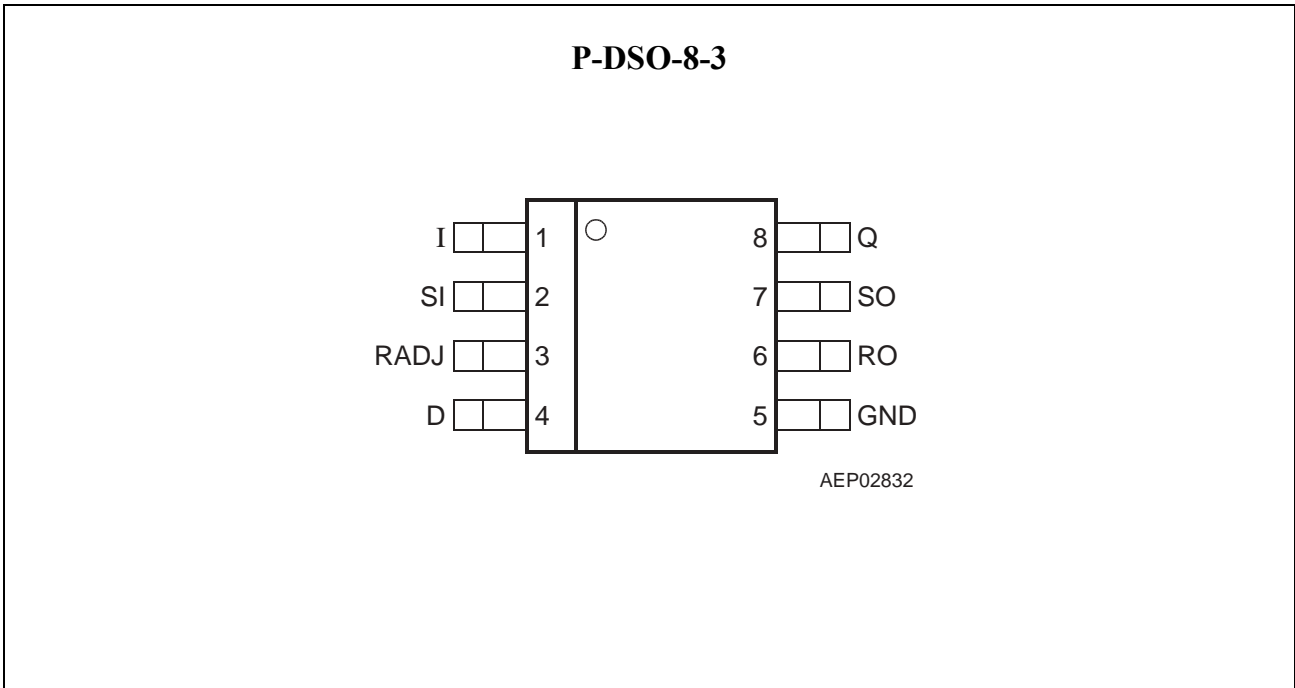 P-DSO-8-3
I 1 8 Q
SI 2 7 SO
RADJ 3 6 RO
D 4 5 GND
AEP02832